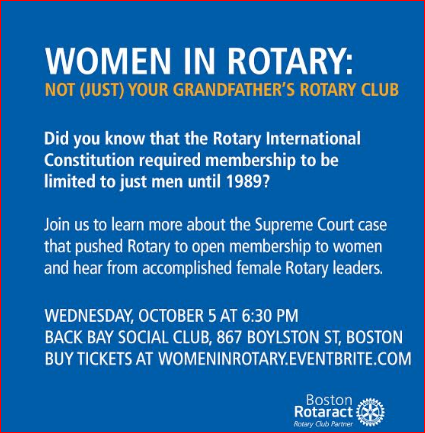 WOMEN IN ROTARY:
NOT (JUST) YOUR GRANDFATHER'S ROTARY CLUB
Did you know that the Rotary International
Constitution required membership to be
limited to just men until 1989?
Join us to learn more about the Supreme Court case
that pushed Rotary to open membership to women
and hear from accomplished female Rotary leaders.
WEDNESDAY, OCTOBER 5 AT 6:30 PM
BACK BAY SOCIAL CLUB, 867 BOYLSTON ST, BOSTON
BUY TICKETS AT WOMENINROTARY.EVENTBRITE.COM
Boston
Rotaract
Rotary Club Partner